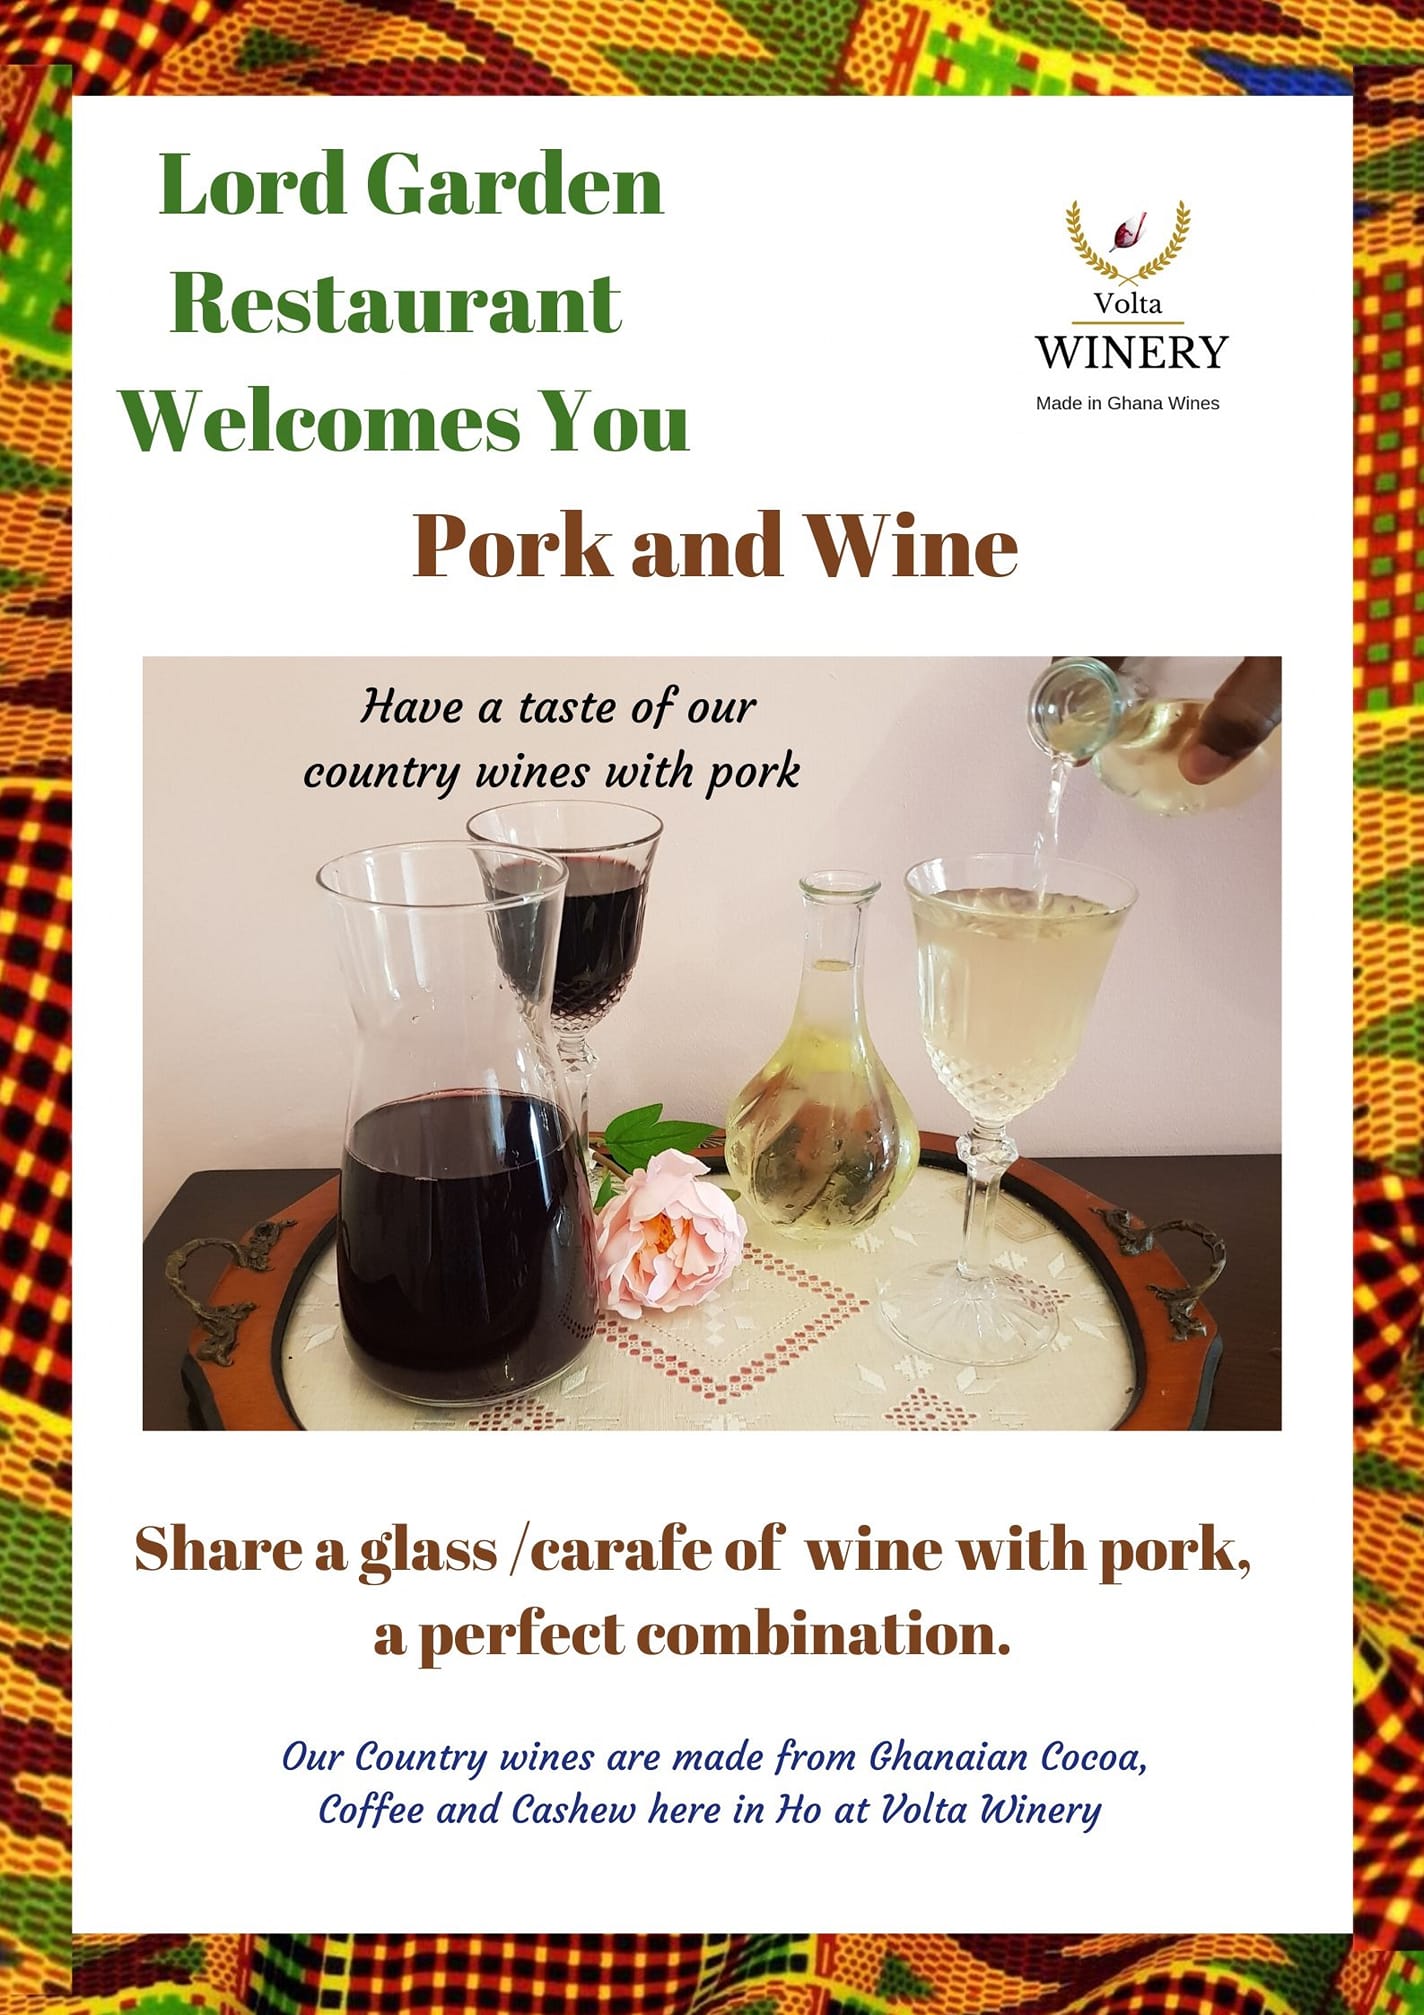 Lord Garden
Restaurant
Welcomes You
Volta
WINERY
Made in Ghana Wines
Pork and Wine
Have a taste of our
country wines with pork
Share a glass /carafe of wine with pork,
a perfect combination.
Our Country wines are made from Ghanaian Cocoa,
Coffee and Cashew here in Ho at Volta Winery